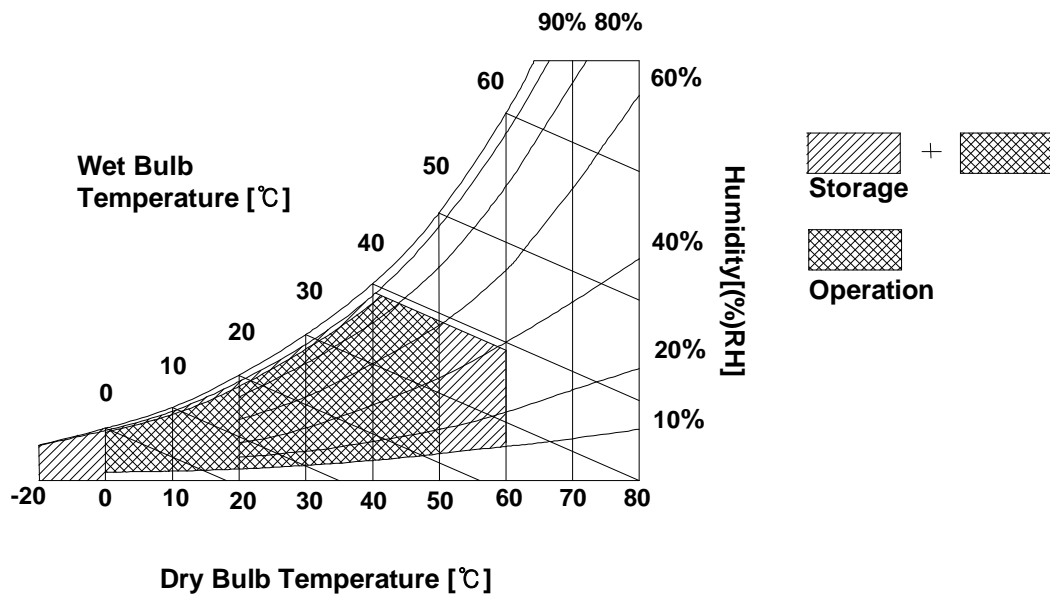 90% 80%
60
60%
50
Wet Bulb
Temperature [℃]
40
40%
30
20
20%
10
0
10%
Humidity[(%)RH]
-20 0 10 20 30 40 50 60 70 80
Dry Bulb Temperature [℃]
+
Storage
Operation